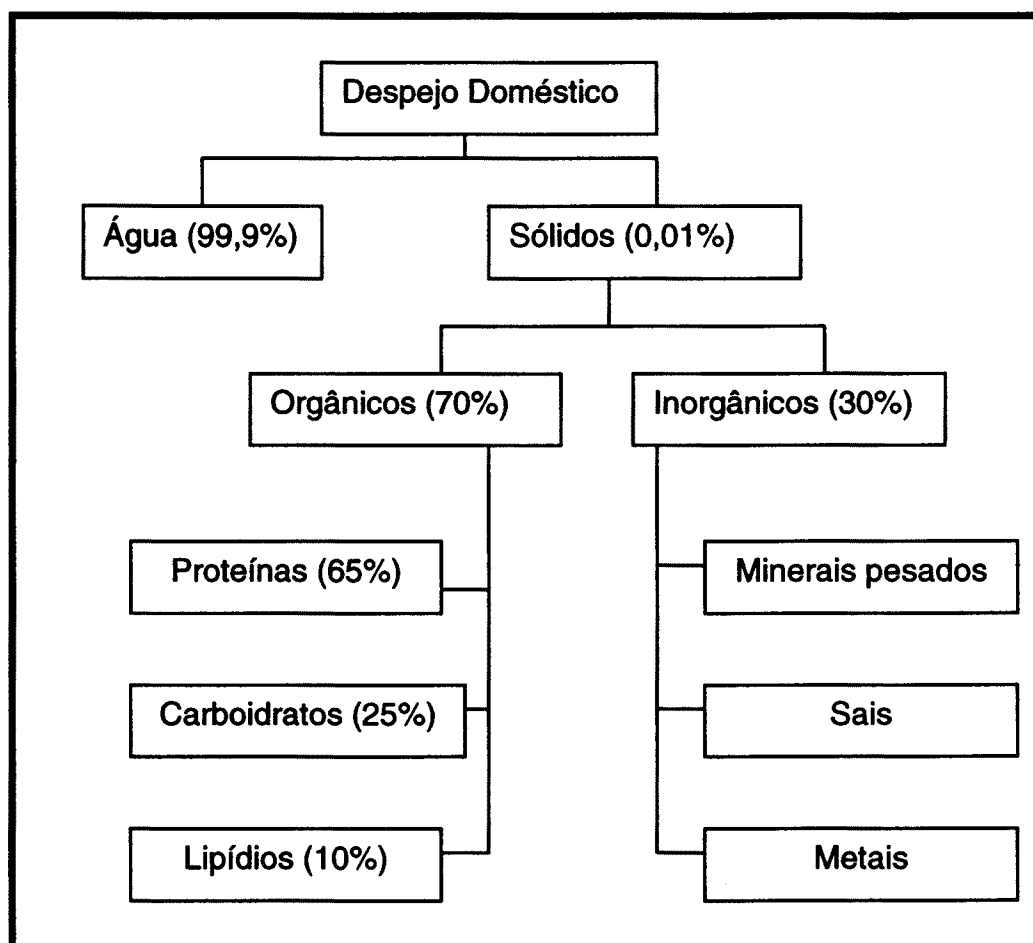 Despejo Doméstico
Água (99,9%)
Sólidos (0,01%)
Orgânicos (70%)
Inorgânicos (30%)
Proteínas (65%)
Minerais pesados
Carboidratos (25%)
Sais
Lipídios (10%)
Metais